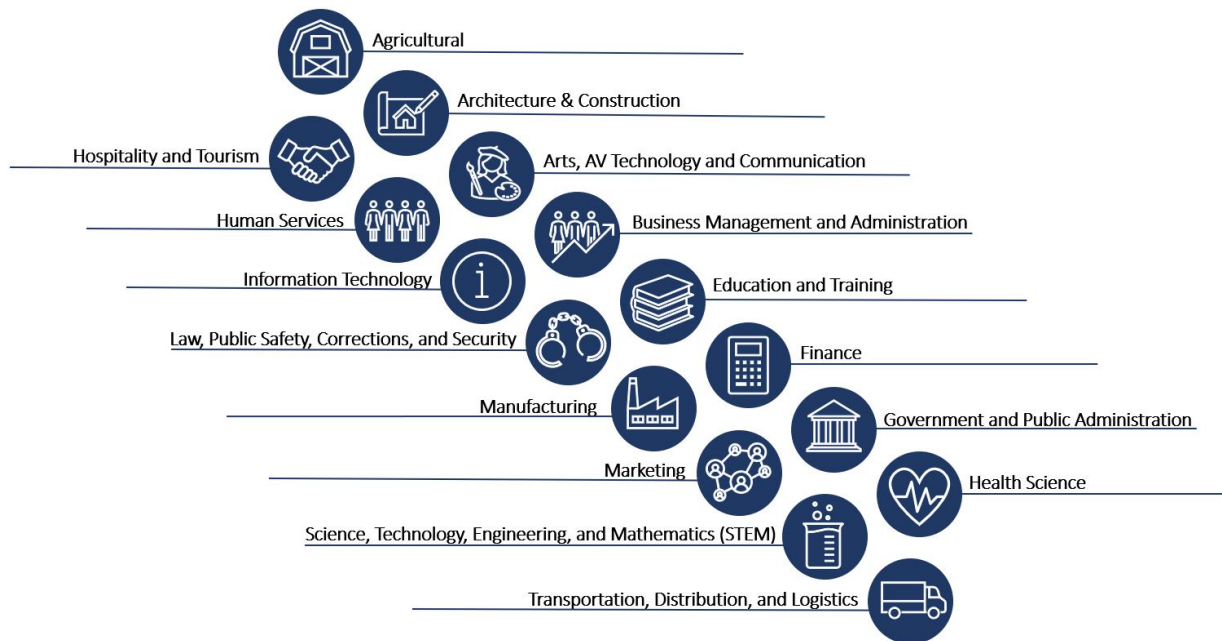 Agricultural
Architecture & Construction
Hospitality and Tourism
Arts, AV Technology and Communication
Human Services
Business Management and Administration
Information Technology
Education and Training
Law, Public Safety, Corrections, and Security
Finance
Manufacturing
Government and Public Administration
Marketing
Health Science
Science, Technology, Engineering, and Mathematics (STEM)
Transportation, Distribution, and Logistics